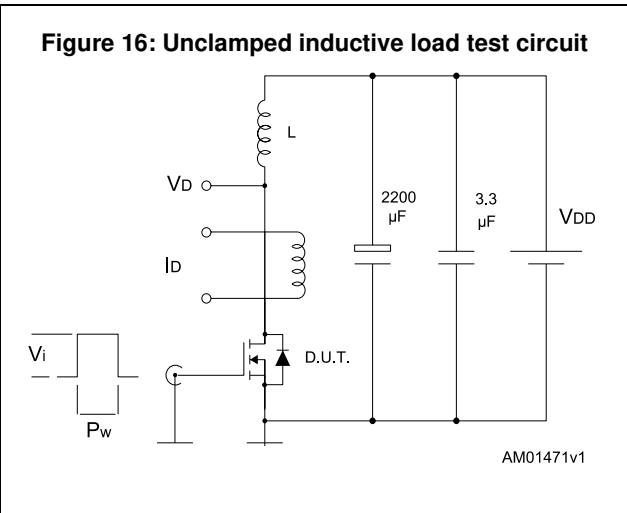 Figure 16: Unclamped inductive load test circuit
L
VD
2200
µF
3.3
µF
VDD
ID
Vi
D.U.T.
Pw
AM01471v1